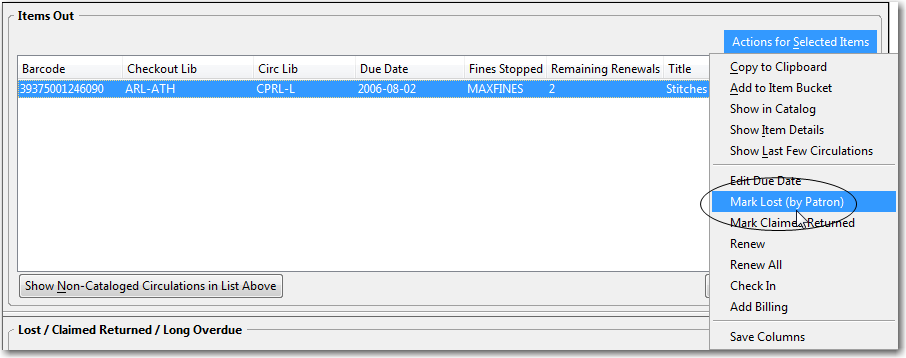 Items Out
Actions for Selected Items
Barcode Checkout Lib Circ Lib Due Date Fines Stopped Remaining Renewals Title
39375001246090 ARL-ATH CPRL-L 2006-08-02 MAXFINES 2 Stitches
Copy to Clipboard
Add to Item Bucket
Show in Catalog
Show Item Details
Show Last Few Circulations
Edit Due Date
Mark Lost (by Patron)
Mark Claimed Returned
Renew
Renew All
Check In
Add Billing
Save Columns
Show Non-Cataloged Circulations in List Above
Lost / Claimed Returned / Long Overdue